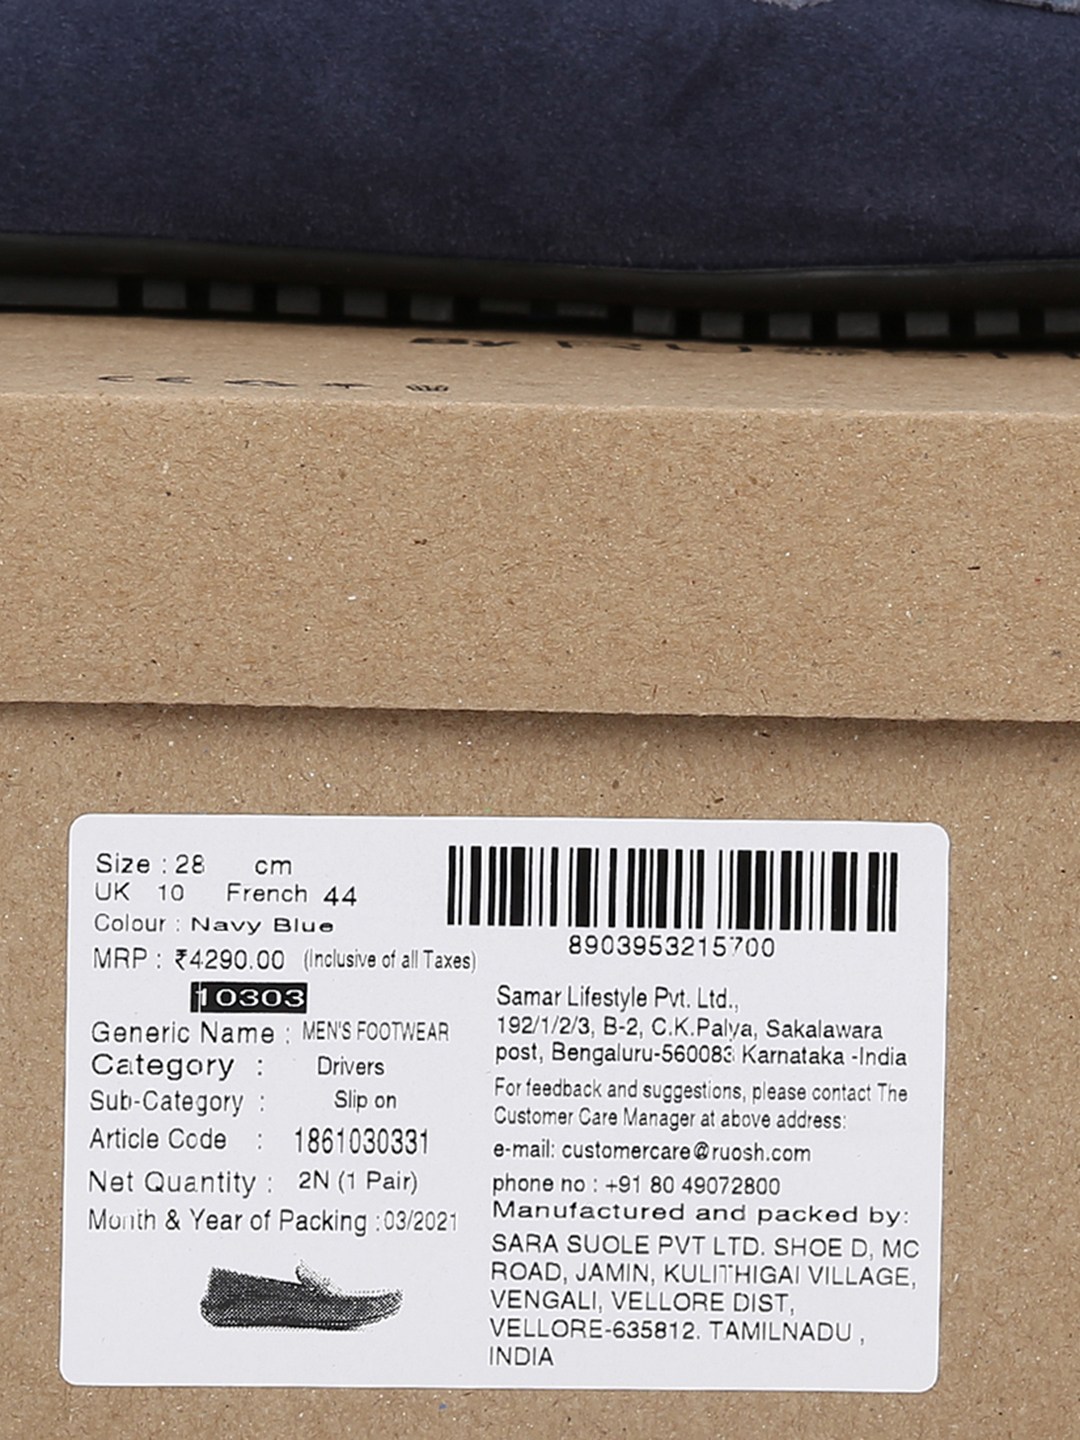 By RUOSH
Size : 28 cm
UK 10 French 44
Colour : Navy Blue
MRP : ₹4290.00 (Inclusive of all Taxes)
10303
Generic Name : MEN'S FOOTWEAR
Category : Drivers
Sub-Category : Slip on
Article Code : 1861030331
Net Quantity : 2N (1 Pair)
Month & Year of Packing : 03/2021
8903953215700
Samar Lifestyle Pvt. Ltd.,
192/1/2/3, B-2, C.K.Palya, Sakalawara
post, Bengaluru-560083 Karnataka -India
For feedback and suggestions, please contact The
Customer Care Manager at above address:
e-mail: customercare@ruosh.com
phone no : +91 80 49072800
Manufactured and packed by:
SARA SUOLE PVT LTD. SHOE D, MC
ROAD, JAMIN, KULITHIGAI VILLAGE,
VENGALI, VELLORE DIST,
VELLORE-635812. TAMILNADU ,
INDIA